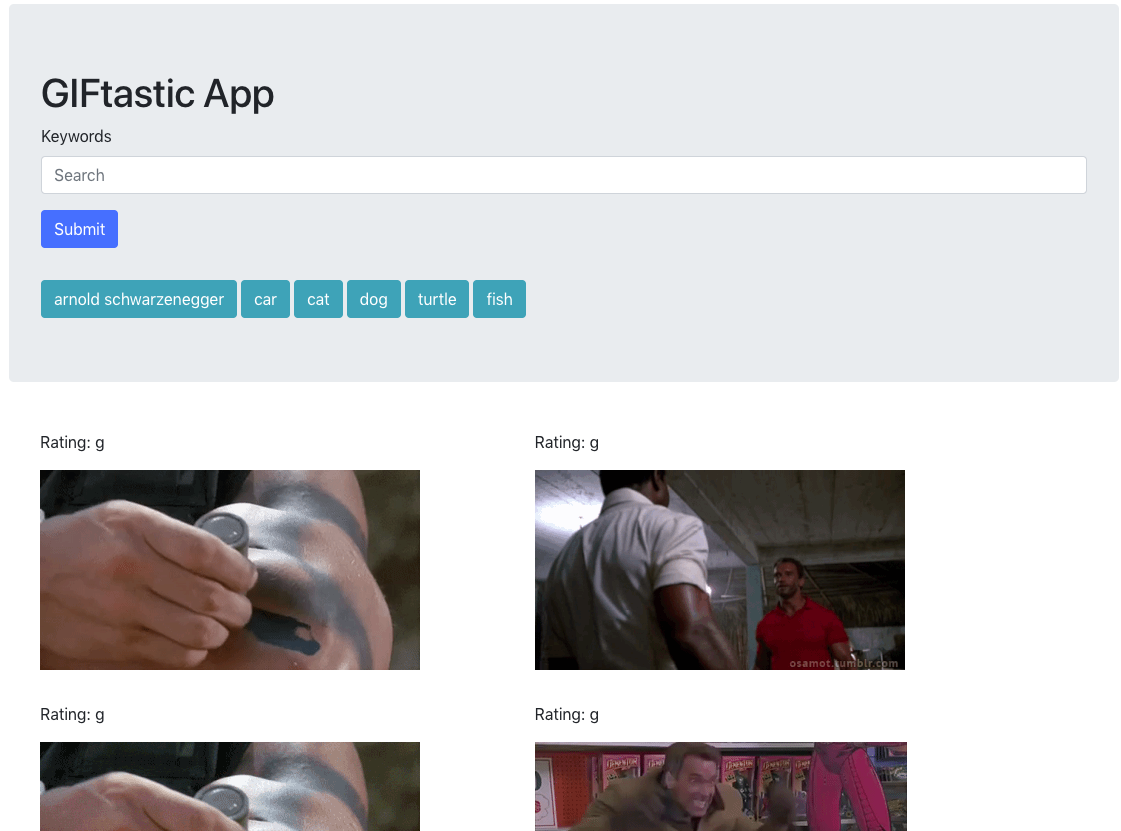 GIFtastic App
Keywords
Search
Submit
arnold schwarzenegger car cat dog turtle fish
Rating: g Rating: g
osamot.tumblr.com
Rating: g Rating: g